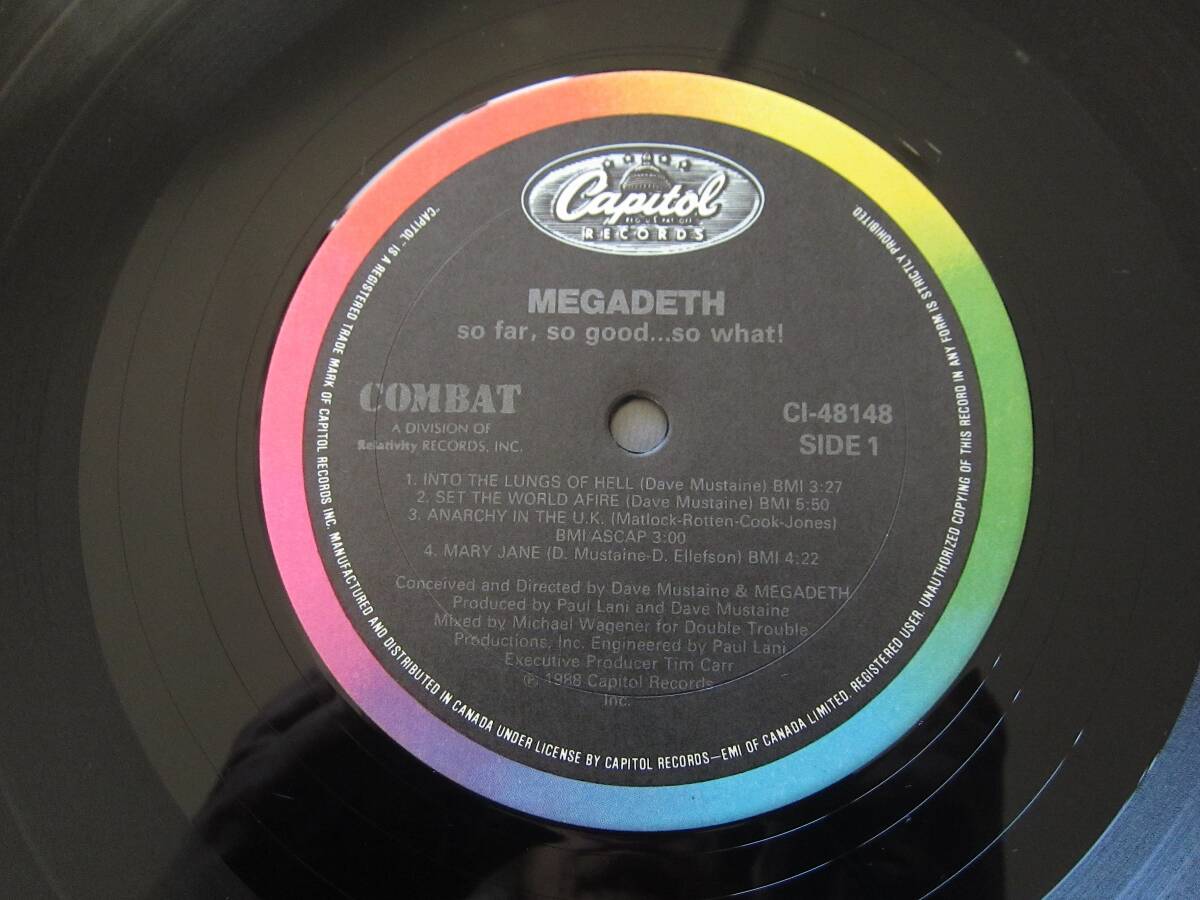 Capitol
RECORDS
MEGADETH
so far, so good...so what!
COMBAT
A DIVISION OF
Relativity RECORDS, INC.
C1-48148
SIDE 1
1. INTO THE LUNGS OF HELL (Dave Mustaine) BMI 3:27
2. SET THE WORLD AFIRE (Dave Mustaine) BMI 5:50
3. ANARCHY IN THE U.K. (Matlock-Rotten-Cook-Jones)
BMI ASCAP 3:00
4. MARY JANE (D. Mustaine-D. Ellefson) BMI 4:22
Conceived and Directed by Dave Mustaine & MEGADETH
Produced by Paul Lani and Dave Mustaine
Mixed by Michael Wagener for Double Trouble
Productions, Inc. Engineered by Paul Lani
Executive Producer Tim Carr
℗ 1988 Capitol Records
Inc.
"CAPITOL" IS A REGISTERED TRADE MARK OF CAPITOL RECORDS INC. MANUFACTURED AND DISTRIBUTED IN CANADA UNDER LICENSE BY CAPITOL RECORDS—EMI OF CANADA LIMITED. REGISTERED USER. UNAUTHORIZED COPYING OF THIS RECORD IN ANY FORM IS STRICTLY PROHIBITED.